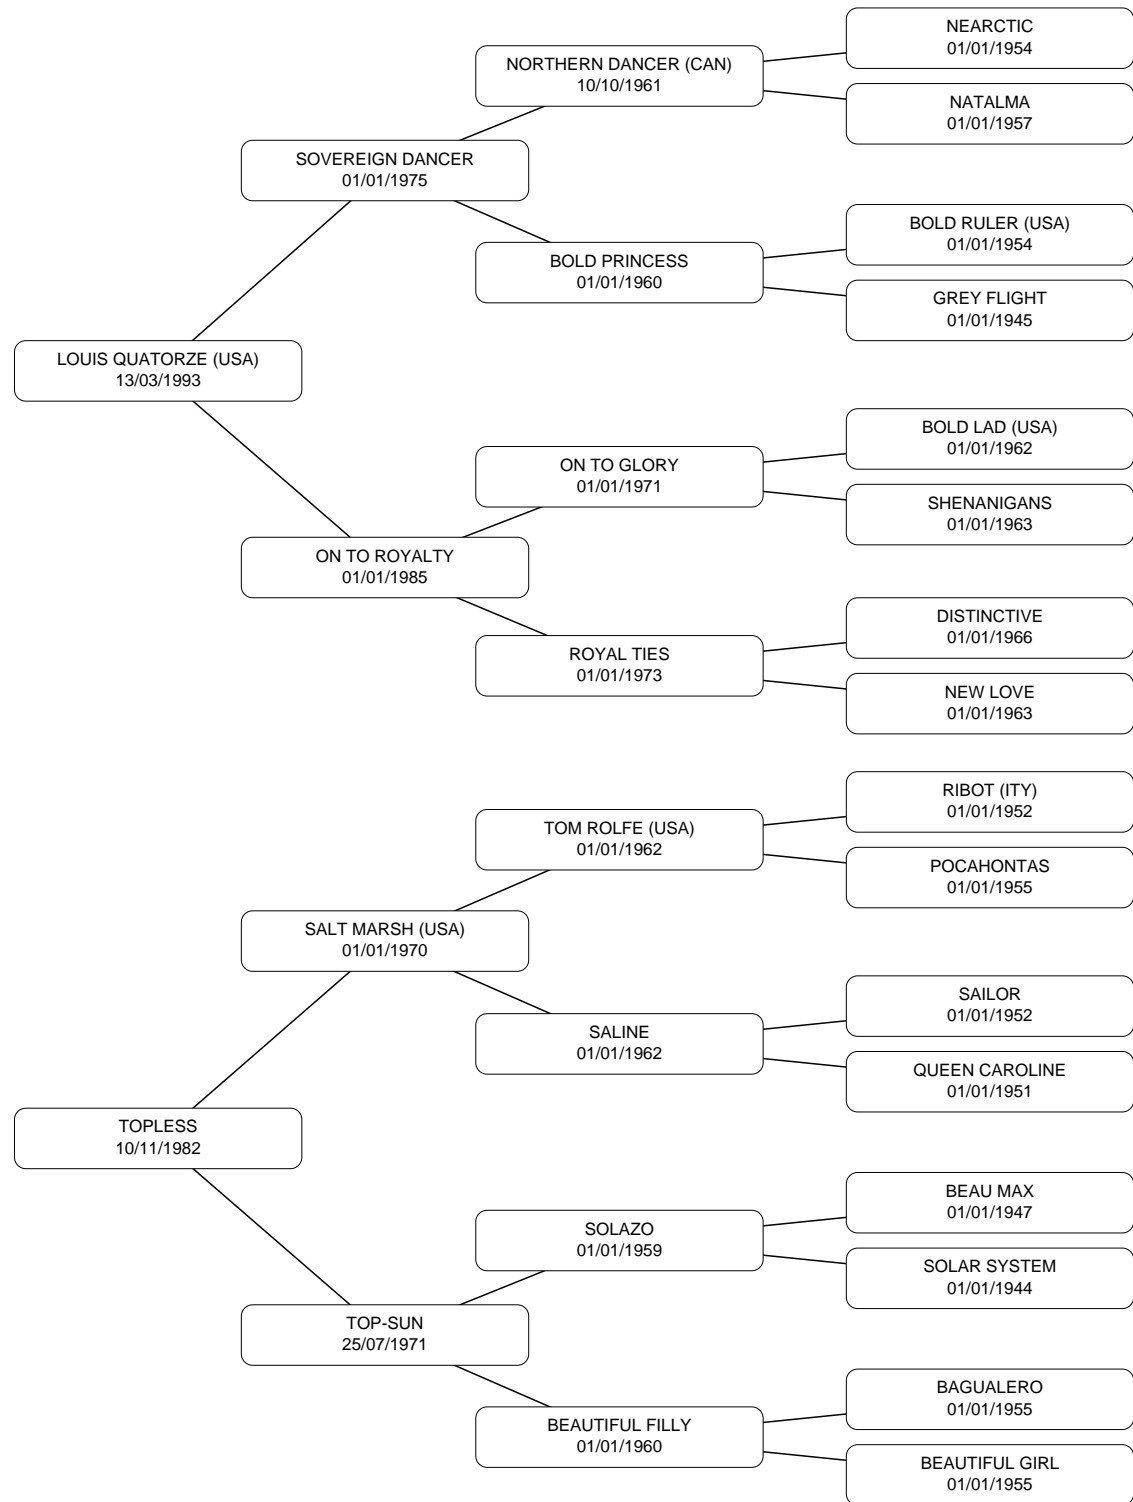 NEARCTIC
01/01/1954
NORTHERN DANCER (CAN)
10/10/1961
NATALMA
01/01/1957
SOVEREIGN DANCER
01/01/1975
BOLD RULER (USA)
01/01/1954
BOLD PRINCESS
01/01/1960
GREY FLIGHT
01/01/1945
LOUIS QUATORZE (USA)
13/03/1993
BOLD LAD (USA)
01/01/1962
ON TO GLORY
01/01/1971
SHENANIGANS
01/01/1963
ON TO ROYALTY
01/01/1985
DISTINCTIVE
01/01/1966
ROYAL TIES
01/01/1973
NEW LOVE
01/01/1963
RIBOT (ITY)
01/01/1952
TOM ROLFE (USA)
01/01/1962
POCAHONTAS
01/01/1955
SALT MARSH (USA)
01/01/1970
SAILOR
01/01/1952
SALINE
01/01/1962
QUEEN CAROLINE
01/01/1951
TOPLESS
10/11/1982
BEAU MAX
01/01/1947
SOLAZO
01/01/1959
SOLAR SYSTEM
01/01/1944
TOP-SUN
25/07/1971
BAGUALERO
01/01/1955
BEAUTIFUL FILLY
01/01/1960
BEAUTIFUL GIRL
01/01/1955